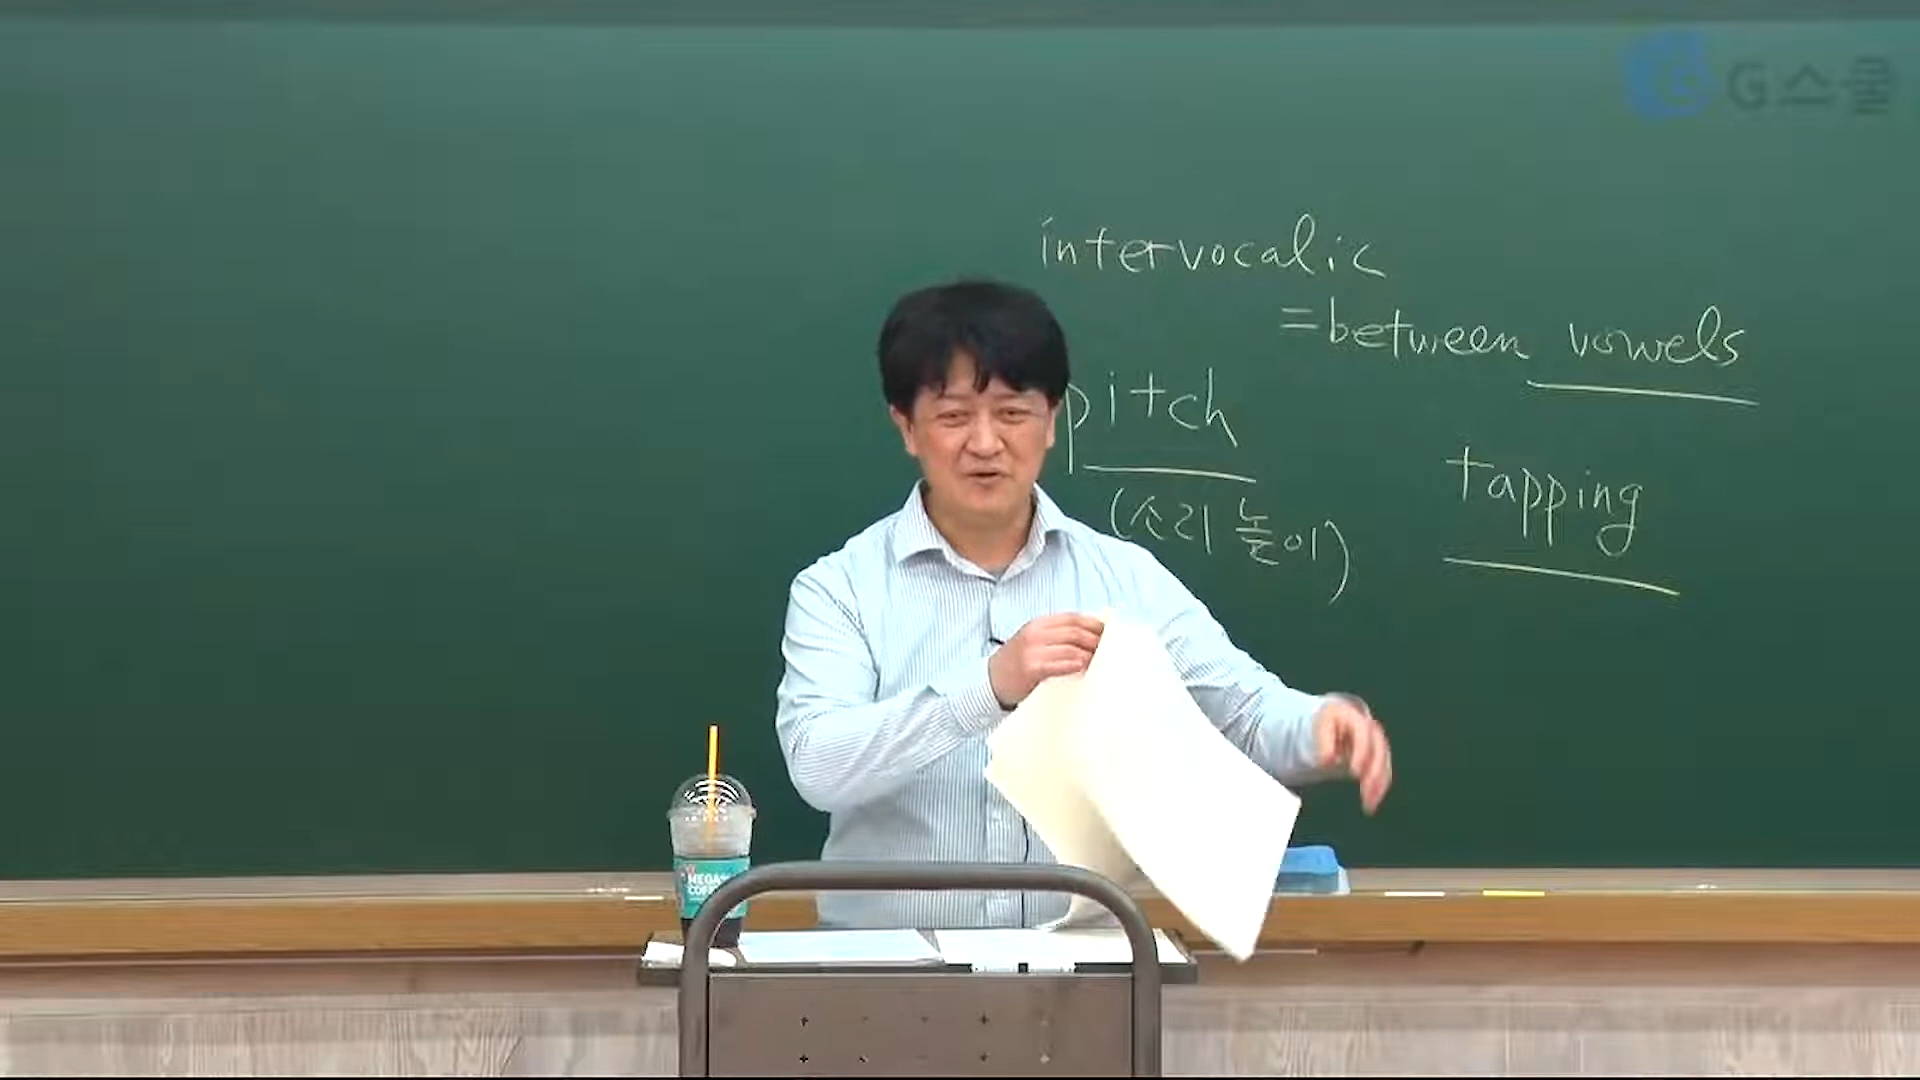 G스쿨
intervocalic
=between vowels
pitch
(소리 높이)
tapping
MEGA
COFFEE